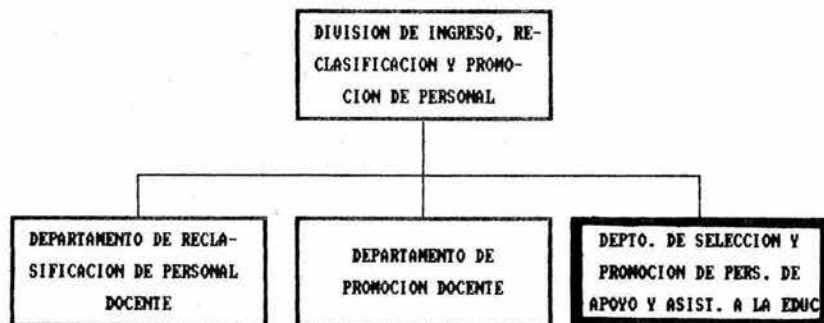 DIVISION DE INGRESO, RE-
CLASIFICACION Y PROMO-
CION DE PERSONAL
DEPARTAMENTO DE RECLA-
SIFICACION DE PERSONAL
DOCENTE
DEPARTAMENTO DE
PROMOCION DOCENTE
DEPTO. DE SELECCION Y
PROMOCION DE PERS. DE
APOYO Y ASIST. A LA EDUC